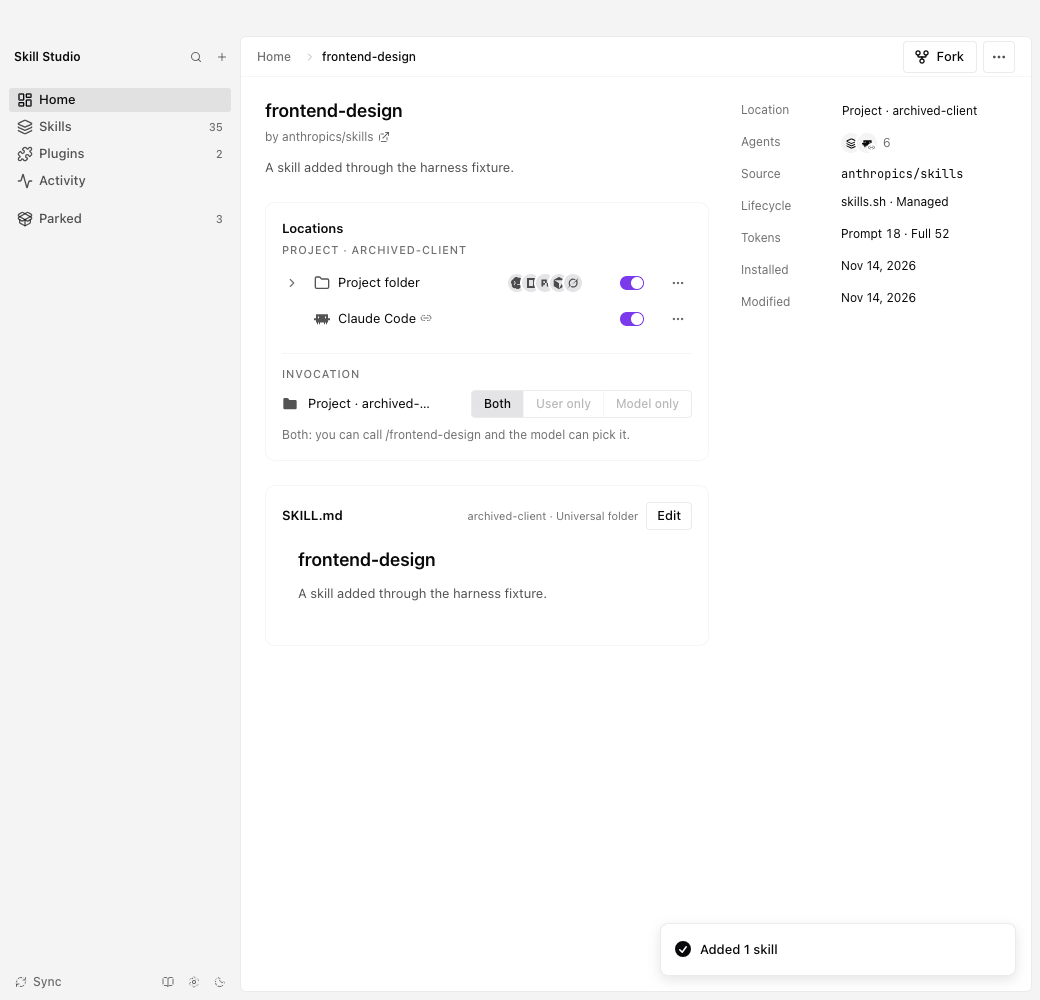 Skill Studio
Home
Skills 35
Plugins 2
Activity
Parked 3
Sync
Home frontend-design
Fork
frontend-design
by anthropics/skills
A skill added through the harness fixture.
Locations
PROJECT · ARCHIVED-CLIENT
Project folder
Claude Code
INVOCATION
Project · archived-...
Both User only Model only
Both: you can call /frontend-design and the model can pick it.
SKILL.md archived-client · Universal folder Edit
frontend-design
A skill added through the harness fixture.
Location Project · archived-client
Agents 6
Source anthropics/skills
Lifecycle skills.sh · Managed
Tokens Prompt 18 · Full 52
Installed Nov 14, 2026
Modified Nov 14, 2026
Added 1 skill